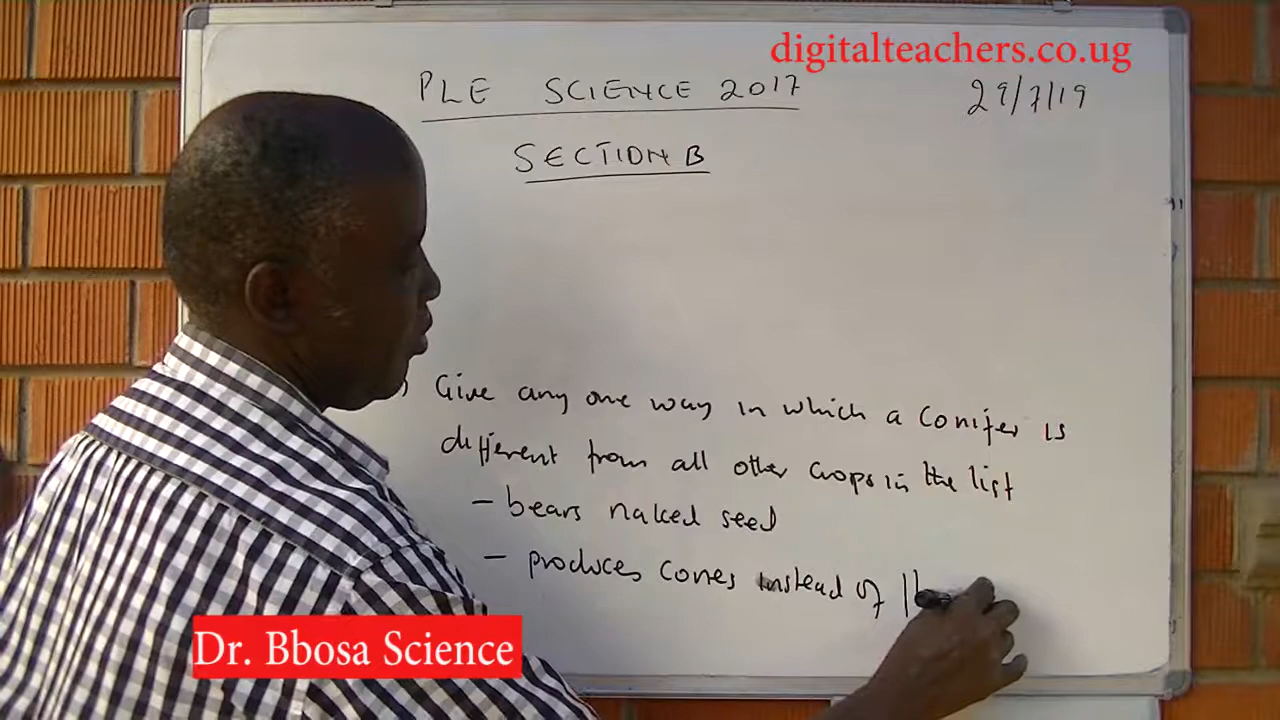 digitalteachers.co.ug
PLE SCIENCE 2017
29/7/19
SECTION B
) Give any one way in which a Conifer is
different from all other crops in the list
- bears naked seed
- produces cones instead of
Dr. Bbosa Science